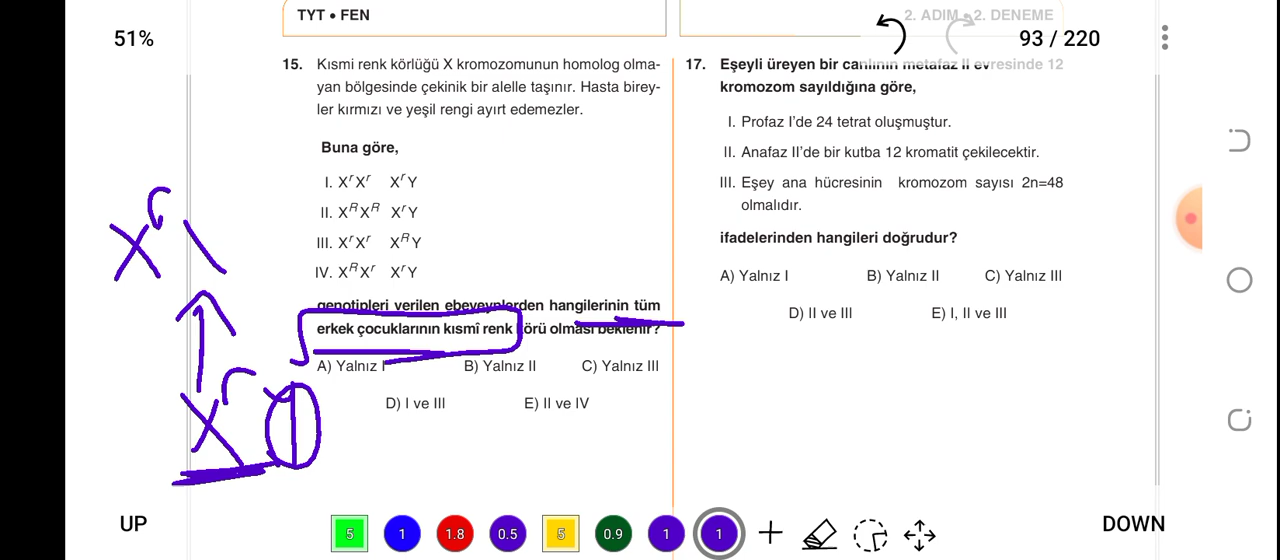 51%
TYT • FEN
2. ADIM • 2. DENEME
93 / 220
15. Kısmi renk körlüğü X kromozomunun homolog olma-
yan bölgesinde çekinik bir alelle taşınır. Hasta birey-
ler kırmızı ve yeşil rengi ayırt edemezler.
Buna göre,
I. XʳXʳ XʳY
II. XᴿXᴿ XʳY
III. XʳXʳ XᴿY
IV. XᴿXʳ XʳY
genotipleri verilen ebeveynlerden hangilerinin tüm
erkek çocuklarının kısmî renk körü olması beklenir?
A) Yalnız I B) Yalnız II C) Yalnız III
D) I ve III E) II ve IV
17. Eşeyli üreyen bir canlının metafaz II evresinde 12
kromozom sayıldığına göre,
I. Profaz I'de 24 tetrat oluşmuştur.
II. Anafaz II'de bir kutba 12 kromatit çekilecektir.
III. Eşey ana hücresinin kromozom sayısı 2n=48
olmalıdır.
ifadelerinden hangileri doğrudur?
A) Yalnız I B) Yalnız II C) Yalnız III
D) II ve III E) I, II ve III
Xʳ
Xʳ
UP
5 1 1.8 0.5 5 0.9 1 1
DOWN